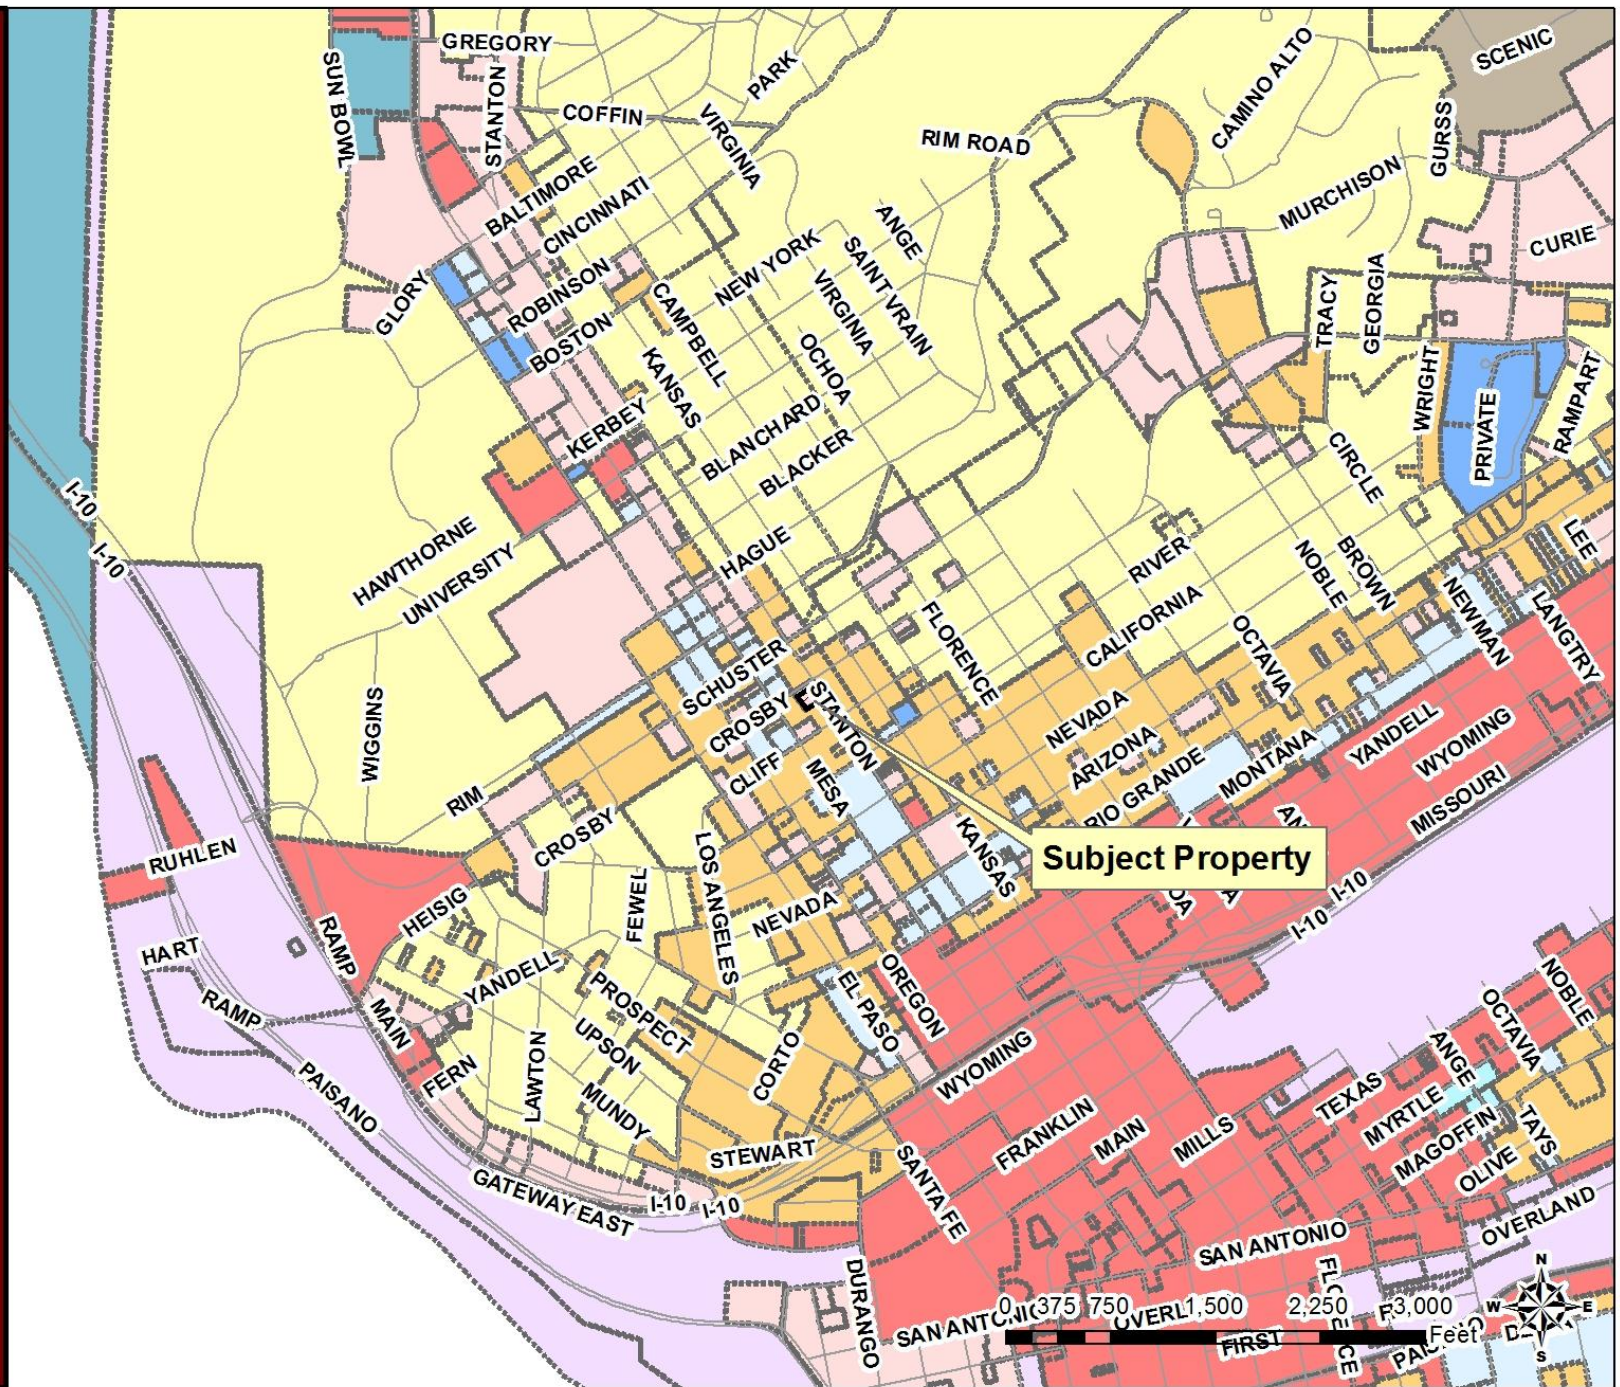 GREGORY
SUN BOWL
STANTON
PARK
COFFIN
VIRGINIA
RIM ROAD
CAMINO ALTO
SCENIC
GURSS
MURCHISON
CURIE
BALTIMORE
CINCINNATI
ANGE
SAINT VRAIN
NEW YORK
VIRGINIA
GLORY
ROBINSON
BOSTON
CAMPBELL
TRACY
GEORGIA
OCHOA
KANSAS
WRIGHT
RAMPART
PRIVATE
KERBEY
BLANCHARD
BLACKER
CIRCLE
I-10
I-10
HAWTHORNE
UNIVERSITY
HAGUE
RIVER
NOBLE
BROWN
LEE
NEWMAN
LANGTRY
FLORENCE
CALIFORNIA
OCTAVIA
SCHUSTER
STANTON
CROSBY
WIGGINS
NEVADA
ARIZONA
RIO GRANDE
MONTANA
YANDELL
WYOMING
MISSOURI
CLIFF
MESA
RIM
CROSBY
KANSAS
Subject Property
RUHLEN
LOS ANGELES
HEISIG
FEWEL
NEVADA
I-10
I-10
HART
RAMP
RAMP
YANDELL
PROSPECT
EL PASO
OREGON
NOBLE
OCTAVIA
MAIN
UPSON
CORTO
WYOMING
ANGE
FERN
LAWTON
MUNDY
PAISANO
TEXAS
MYRTLE
MAGOFFIN
TAYS
OLIVE
FRANKLIN
MAIN
MILLS
STEWART
SANTA FE
GATEWAY EAST
I-10
I-10
OVERLAND
SAN ANTONIO
DURANGO
SAN ANTONIO
FIRST
0 375 750 1,500 2,250 3,000
Feet
N
W
E
S